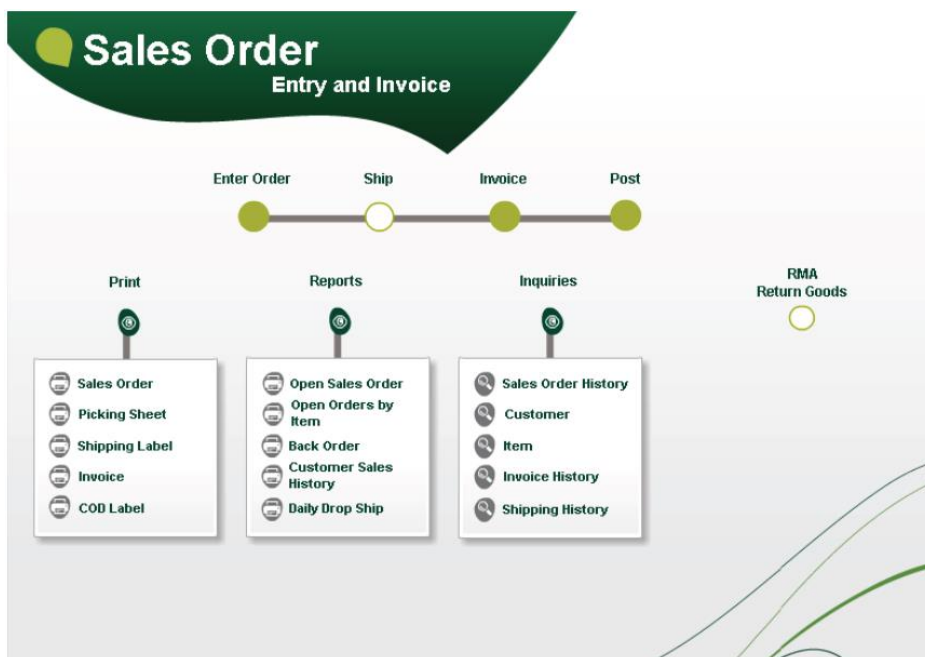 Sales Order
Entry and Invoice
Enter Order
Ship
Invoice
Post
Print
Reports
Inquiries
RMA
Return Goods
Sales Order
Picking Sheet
Shipping Label
Invoice
COD Label
Open Sales Order
Open Orders by
Item
Back Order
Customer Sales
History
Daily Drop Ship
Sales Order History
Customer
Item
Invoice History
Shipping History